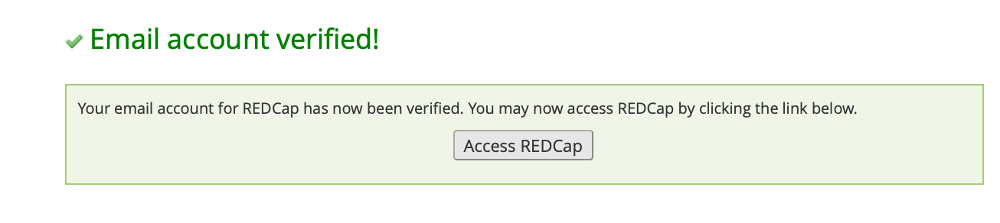 Email account verified!
Your email account for REDCap has now been verified. You may now access REDCap by clicking the link below.
Access REDCap